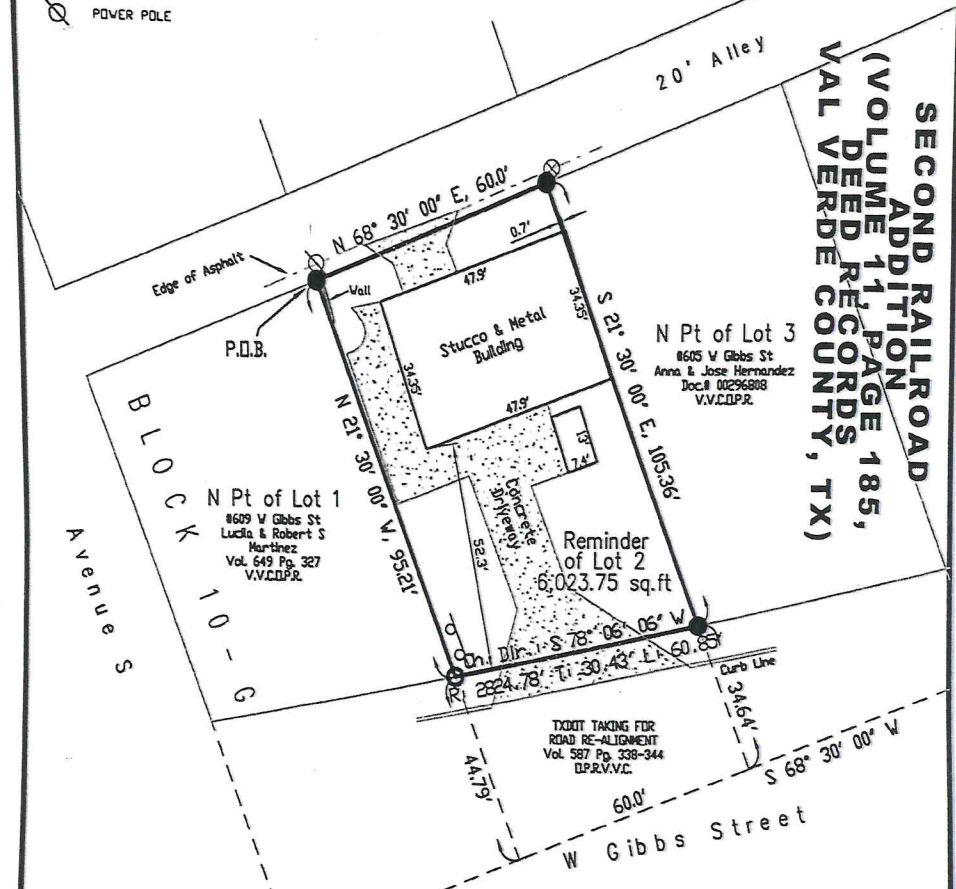 POWER POLE
20' Alley
SECOND RAILROAD
ADDITION
(VOLUME 11, PAGE 185,
DEED RECORDS
VAL VERDE COUNTY, TX)
N 68° 30' 00" E, 60.0'
Edge of Asphalt
P.O.B.
Wall
0.7'
47.9'
34.35'
Stucco & Metal
Building
34.35'
47.9'
S 21° 30' 00" E, 105.36'
N Pt of Lot 3
#605 W Gibbs St
Anna & Jose Hernandez
Doc.# 00296808
V.V.C.O.P.R.
BLOCK 10-G
Avenue S
N Pt of Lot 1
#609 W Gibbs St
Lucila & Robert S
Martinez
Vol. 649 Pg. 327
V.V.C.O.P.R.
N 21° 30' 00" W, 95.21'
13'
7.4'
Concrete
Driveway
52.3'
Reminder
of Lot 2
6,023.75 sq.ft
Ch. Dir.: S 78° 06' 06" W
R: 2824.78' T: 30.43' L: 60.85'
Curb Line
TXDOT TAKING FOR
ROAD RE-ALIGNMENT
Vol. 587 Pg. 338-344
O.P.R.V.V.C.
44.79'
34.64'
60.0'
S 68° 30' 00" W
W Gibbs Street